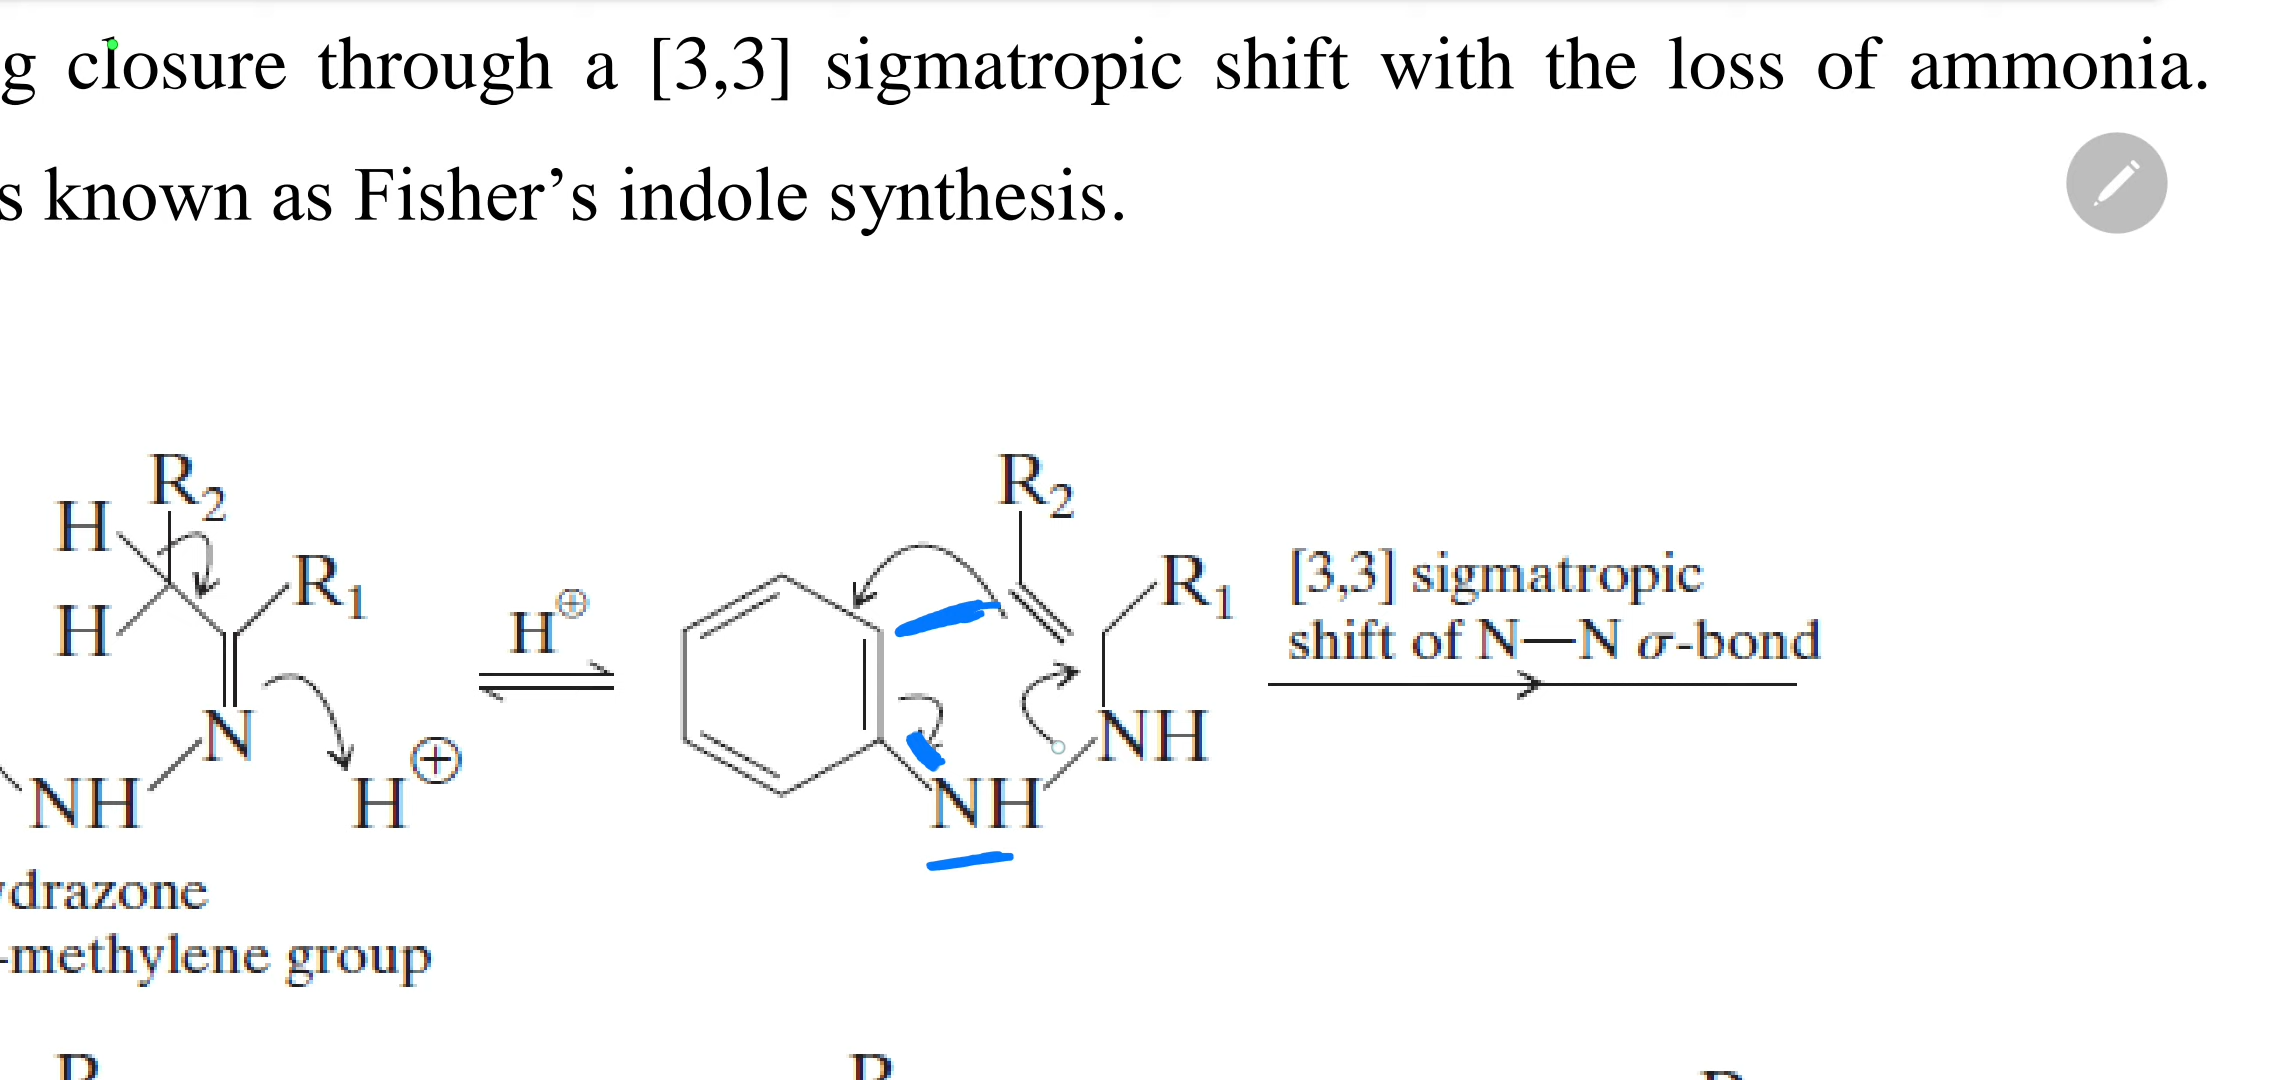 g closure through a [3,3] sigmatropic shift with the loss of ammonia.
s known as Fisher’s indole synthesis.
R₂
H
R₁
H
N
NH
H⊕
drazone
-methylene group
H⊕
R₂
R₁
NH
NH
[3,3] sigmatropic
shift of N—N σ-bond